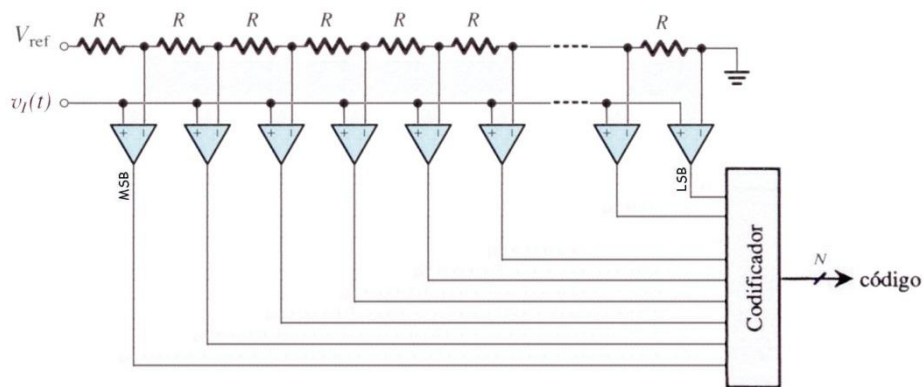 R R R R R R R
V_ref
v_I(t)
+ − + − + − + − + − + − + − + −
MSB
LSB
Codificador
N
código